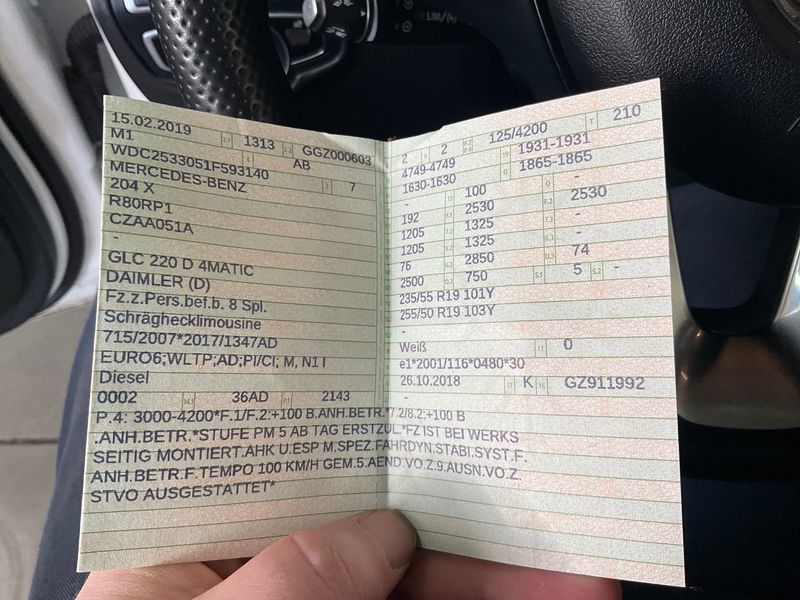 15.02.2019 1313 GGZ000603
M1 AB
WDC2533051F593140 7
MERCEDES-BENZ
204 X
R80RP1
CZAA051A
-
GLC 220 D 4MATIC
DAIMLER (D)
Fz.z.Pers.bef.b. 8 Spl.
Schräghecklimousine
715/2007*2017/1347AD
EURO6;WLTP;AD;PI/CI; M, N1 I
Diesel
0002 36AD 2143
2 2 125/4200 210
4749-4749 1931-1931
1630-1630 1865-1865
- 100 -
192 2530 2530
1205 1325 -
1205 1325 -
76 2850 74
2500 750 5 -
235/55 R19 101Y
255/50 R19 103Y
-
Weiß 0
e1*2001/116*0480*30
26.10.2018 K GZ911992
-
P.4: 3000-4200*F.1/F.2:+100 B.ANH.BETR.*7.2/8.2:+100 B
.ANH.BETR.*STUFE PM 5 AB TAG ERSTZUL.*FZ IST BEI WERKS
SEITIG MONTIERT.AHK U.ESP M.SPEZ.FAHRDYN.STABI.SYST.F.
ANH.BETR.F.TEMPO 100 KM/H GEM.5.AEND.VO.Z.9.AUSN.VO.Z.
STVO AUSGESTATTET*